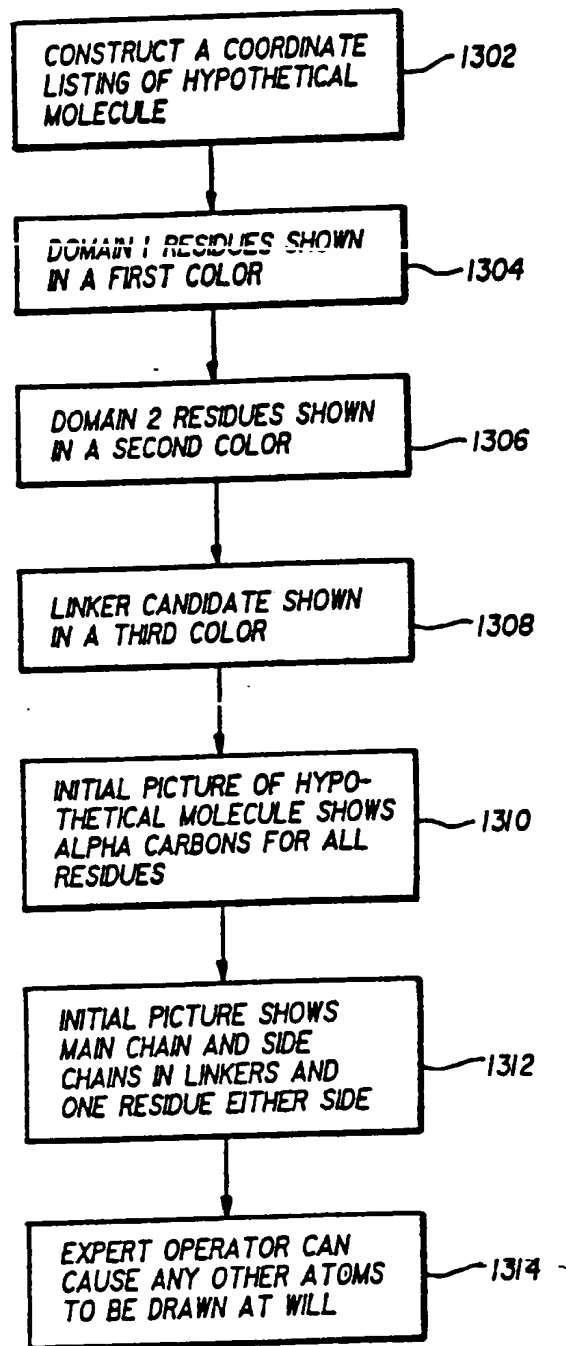 CONSTRUCT A COORDINATE
LISTING OF HYPOTHETICAL
MOLECULE
1302
DOMAIN 1 RESIDUES SHOWN
IN A FIRST COLOR
1304
DOMAIN 2 RESIDUES SHOWN
IN A SECOND COLOR
1306
LINKER CANDIDATE SHOWN
IN A THIRD COLOR
1308
INITIAL PICTURE OF HYPO-
THETICAL MOLECULE SHOWS
ALPHA CARBONS FOR ALL
RESIDUES
1310
INITIAL PICTURE SHOWS
MAIN CHAIN AND SIDE
CHAINS IN LINKERS AND
ONE RESIDUE EITHER SIDE
1312
EXPERT OPERATOR CAN
CAUSE ANY OTHER ATOMS
TO BE DRAWN AT WILL
1314